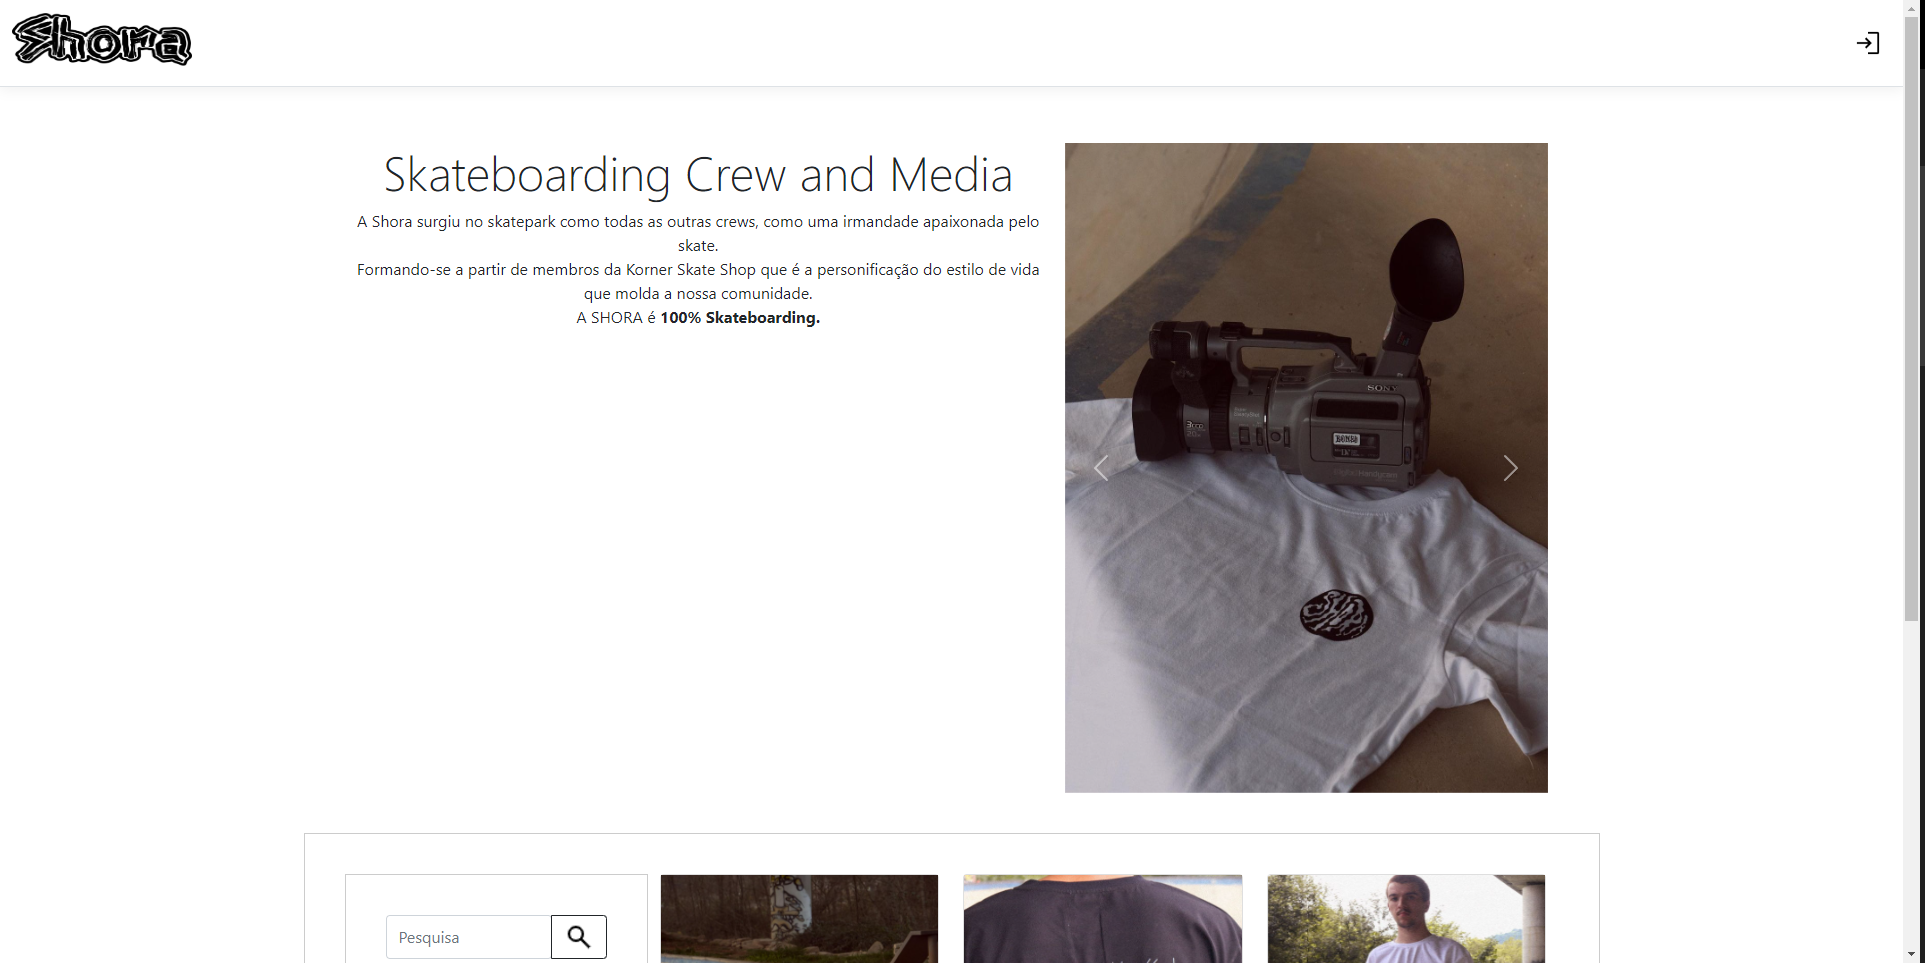 Shora
Skateboarding Crew and Media
A Shora surgiu no skatepark como todas as outras crews, como uma irmandade apaixonada pelo
skate.
Formando-se a partir de membros da Korner Skate Shop que é a personificação do estilo de vida
que molda a nossa comunidade.
A SHORA é 100% Skateboarding.
SONY
Pesquisa